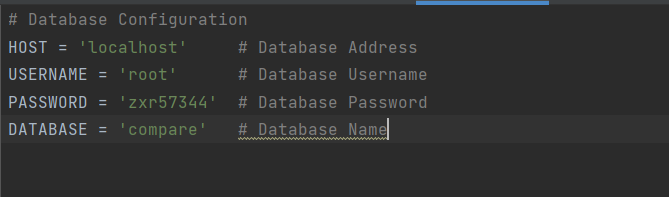 # Database Configuration
HOST = 'localhost'     # Database Address
USERNAME = 'root'      # Database Username
PASSWORD = 'zxr57344'  # Database Password
DATABASE = 'compare'   # Database Name